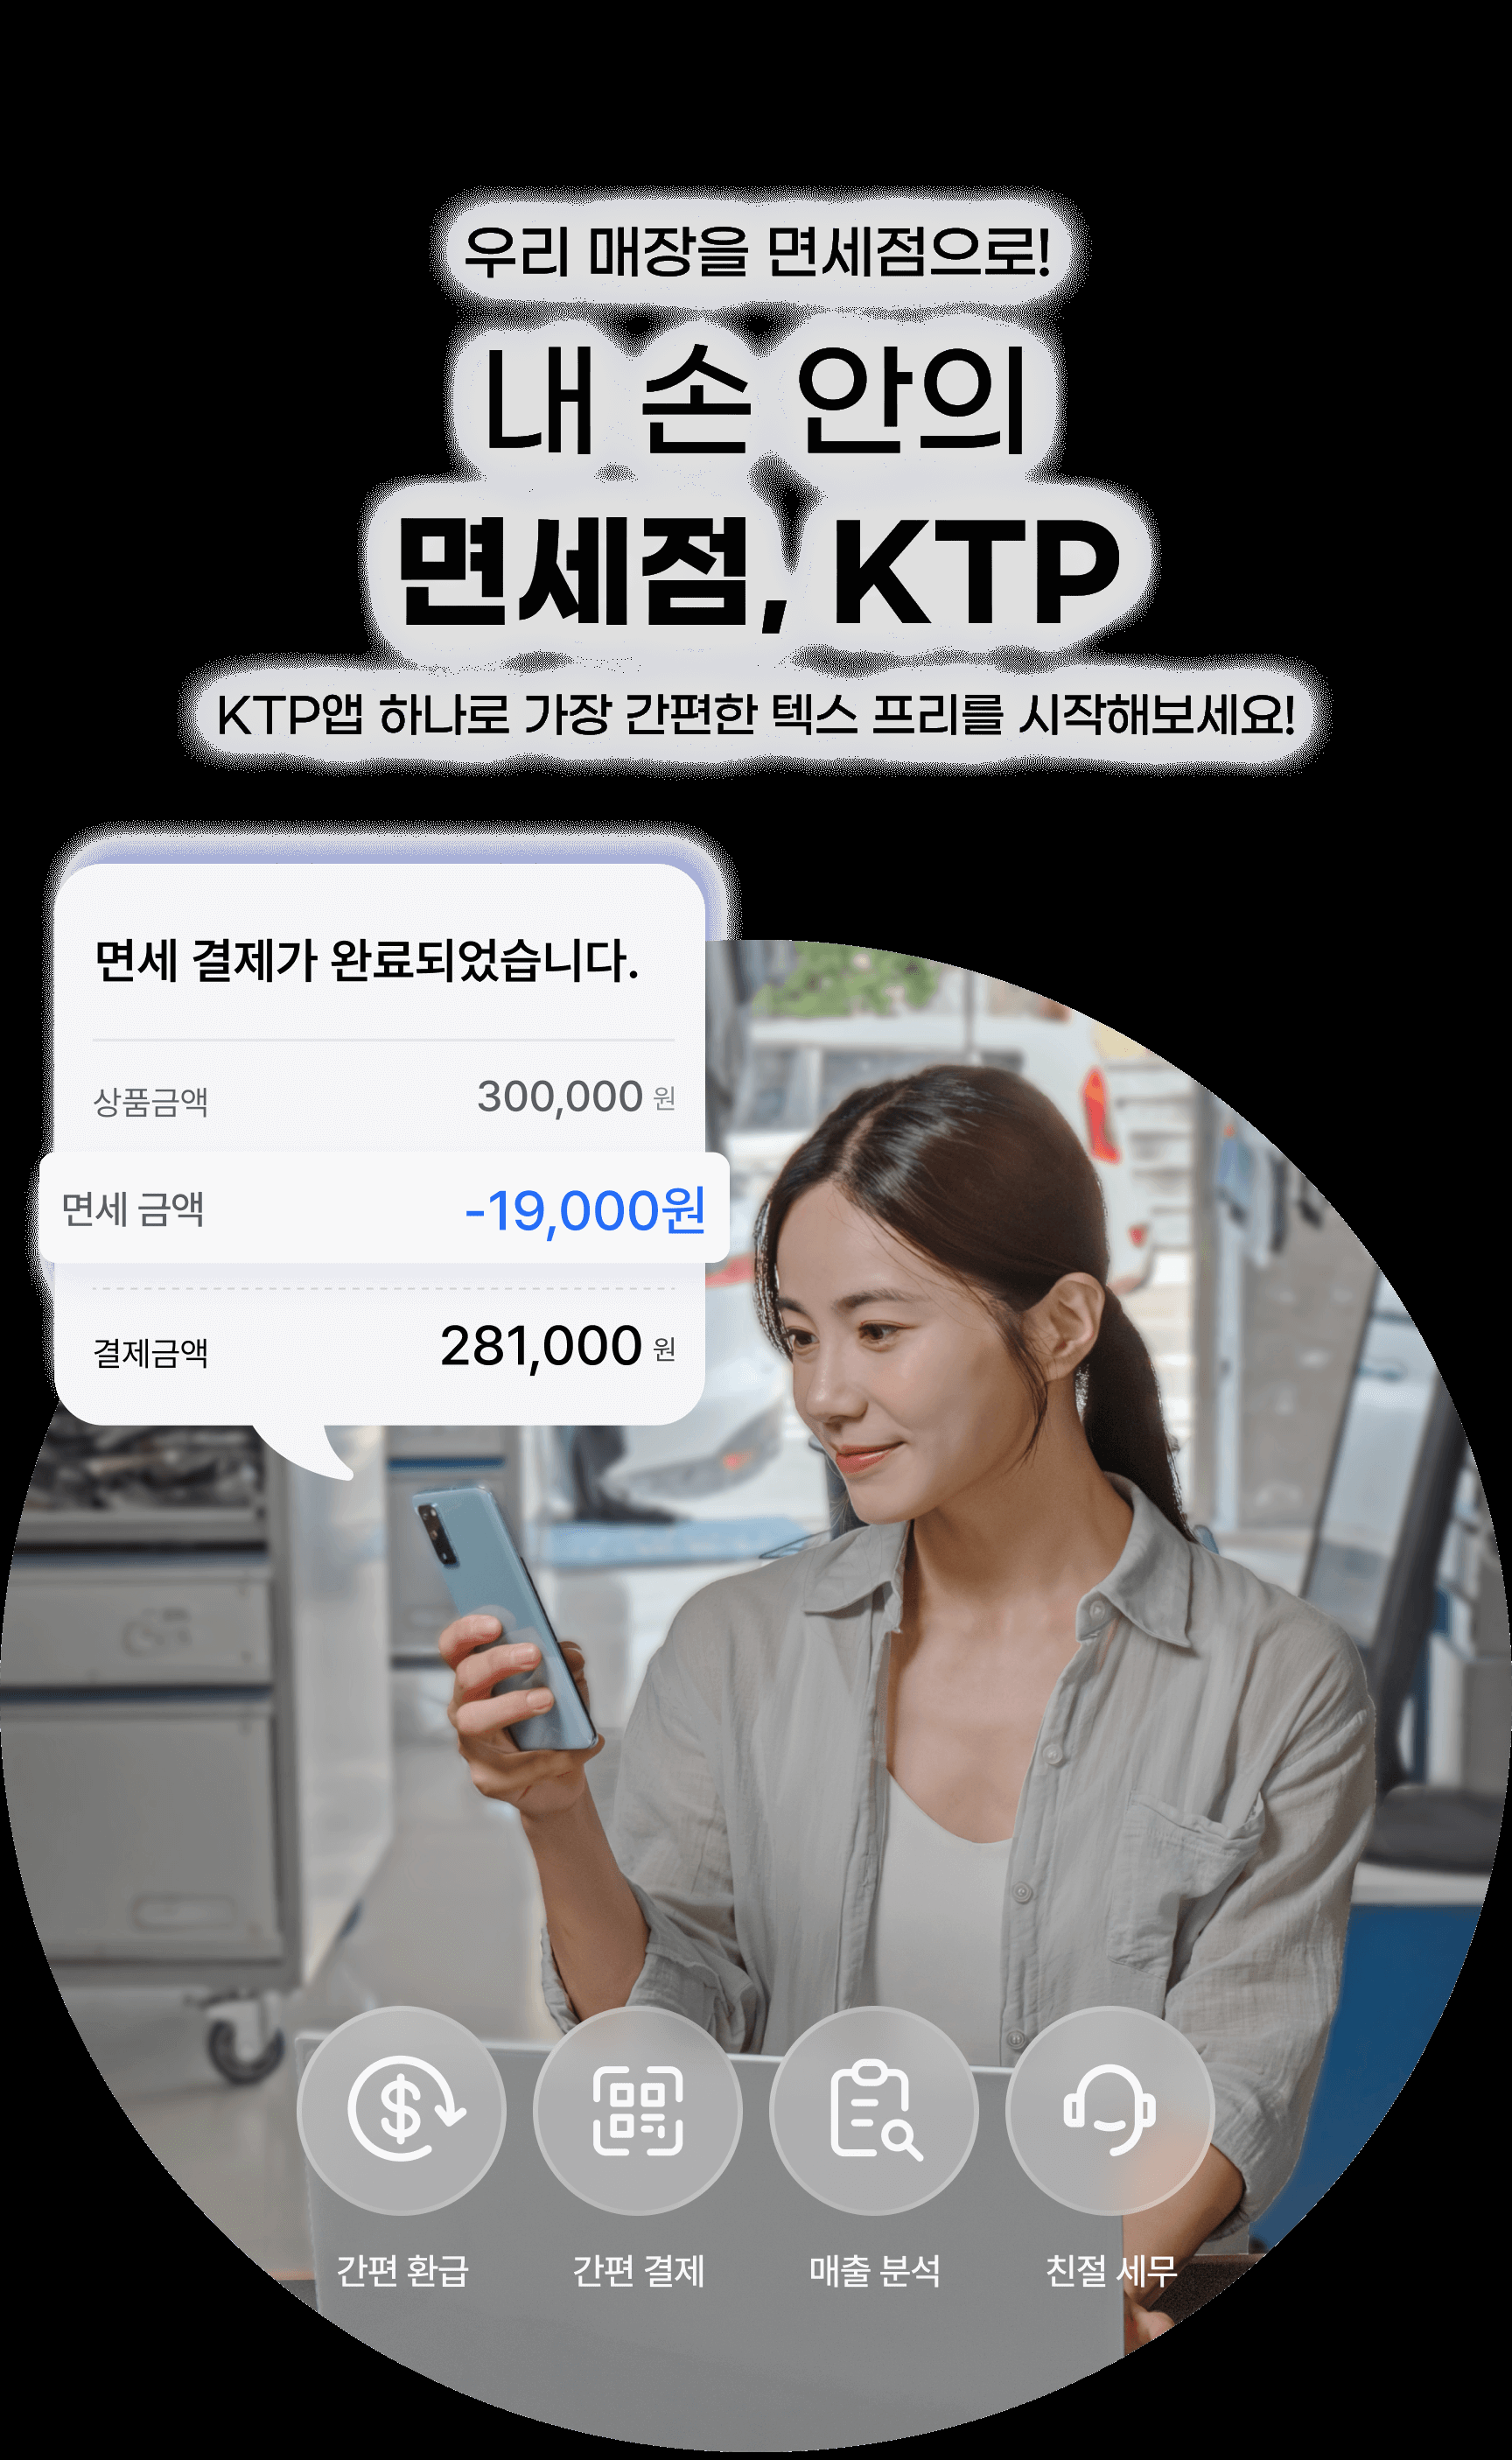 우리 매장을 면세점으로!
내 손 안의
면세점, KTP
KTP앱 하나로 가장 간편한 텍스 프리를 시작해보세요!
면세 결제가 완료되었습니다.
상품금액 300,000 원
면세 금액 -19,000원
결제금액 281,000 원
간편 환급 간편 결제 매출 분석 친절 세무